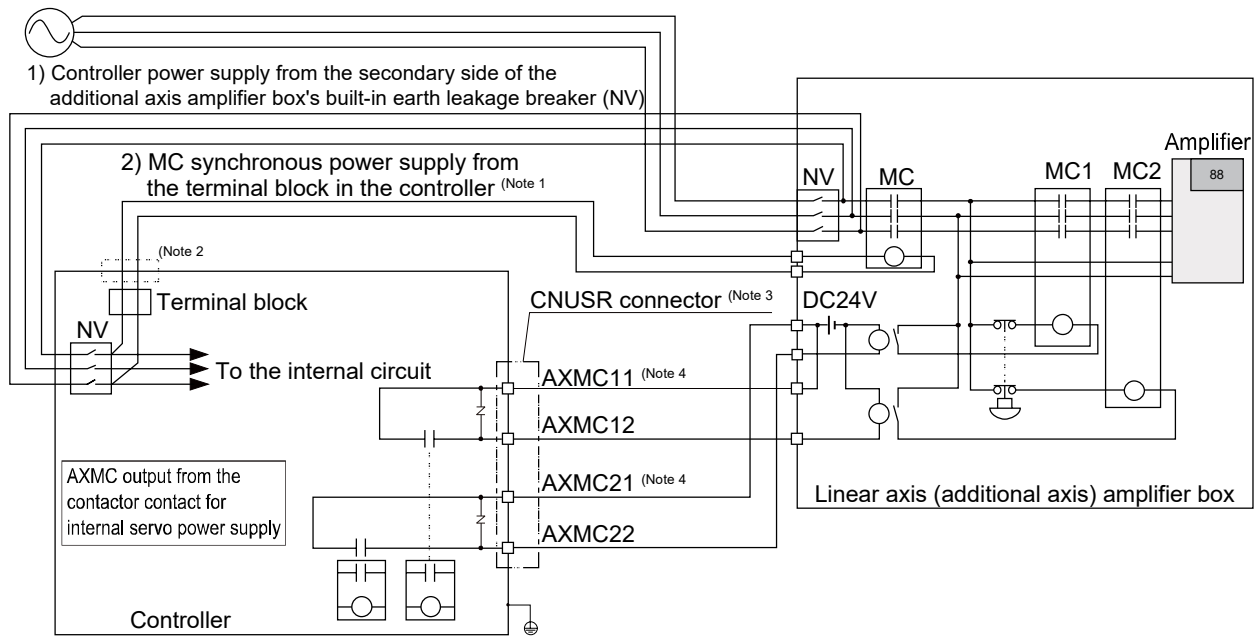 1) Controller power supply from the secondary side of the
additional axis amplifier box's built-in earth leakage breaker (NV)
2) MC synchronous power supply from
the terminal block in the controller (Note 1
Amplifier
NV
MC
MC1
MC2
88
(Note 2
Terminal block
CNUSR connector (Note 3
DC24V
NV
To the internal circuit
AXMC11 (Note 4
AXMC12
AXMC output from the
contactor contact for
internal servo power supply
AXMC21 (Note 4
Linear axis (additional axis) amplifier box
AXMC22
Controller